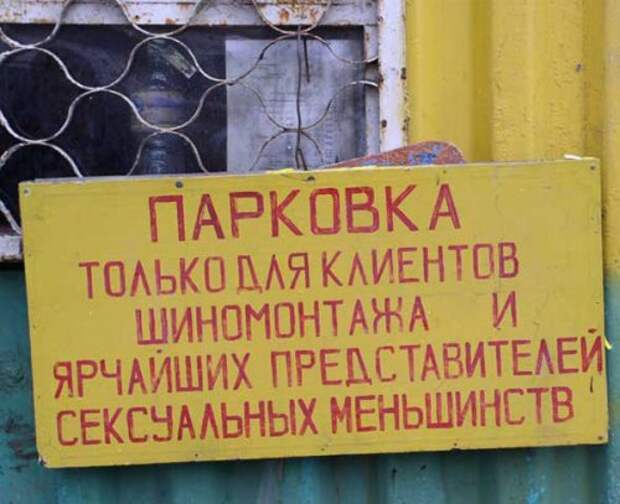 ПАРКОВКА
ТОЛЬКО ДЛЯ КЛИЕНТОВ
ШИНОМОНТАЖА И
ЯРЧАЙШИХ ПРЕДСТАВИТЕЛЕЙ
СЕКСУАЛЬНЫХ МЕНЬШИНСТВ